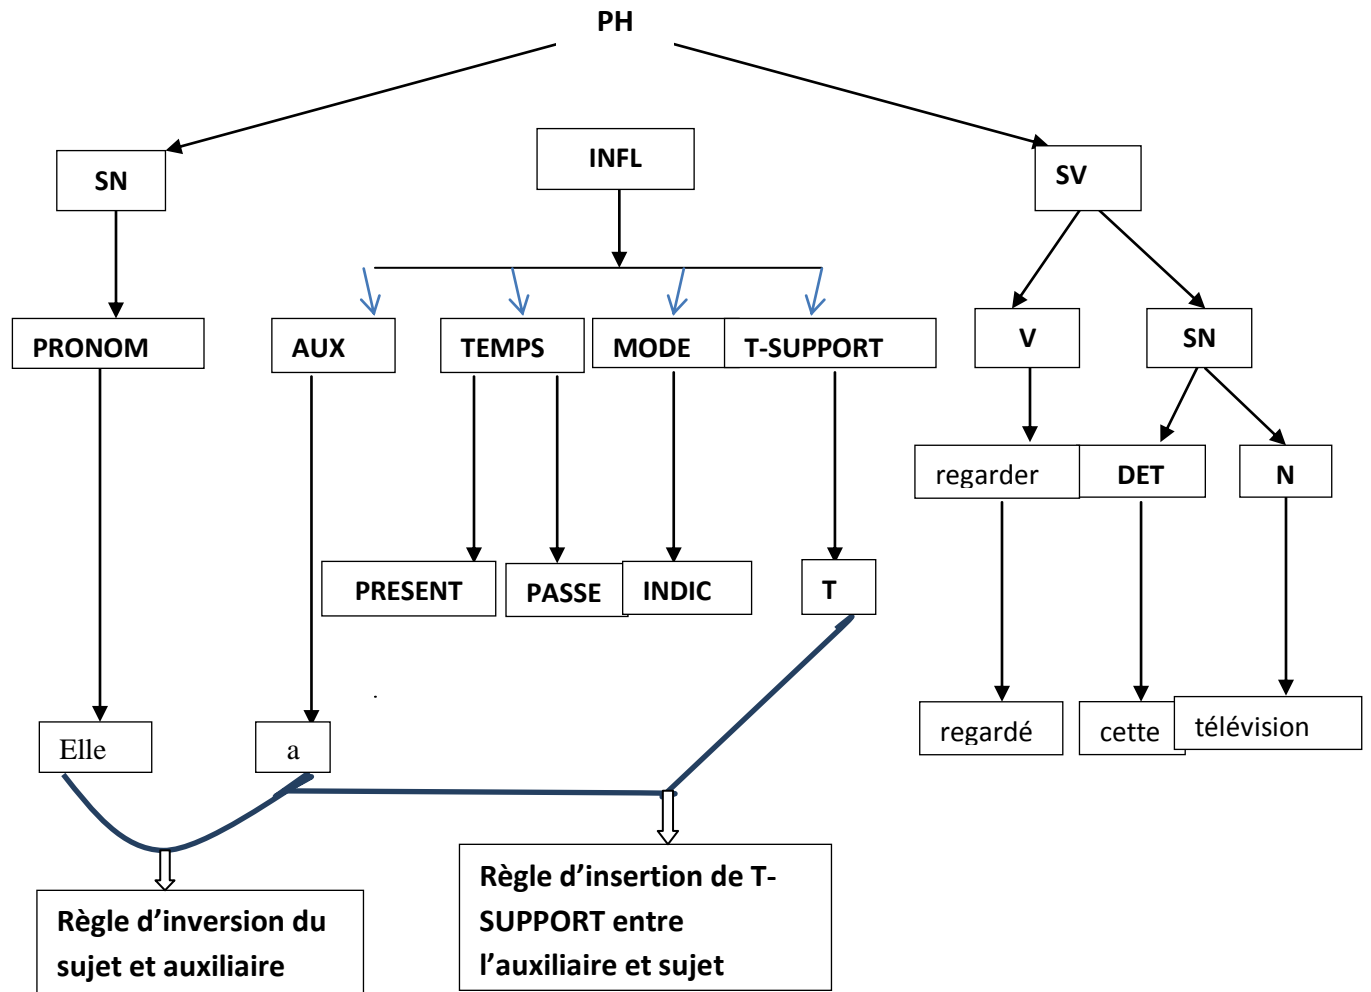 PH
SN
INFL
SV
PRONOM
AUX
TEMPS
MODE
T-SUPPORT
V
SN
regarder
DET
N
PRESENT
PASSE
INDIC
T
Elle
a
regardé
cette
télévision
Règle d’inversion du
sujet et auxiliaire
Règle d’insertion de T-
SUPPORT entre
l’auxiliaire et sujet